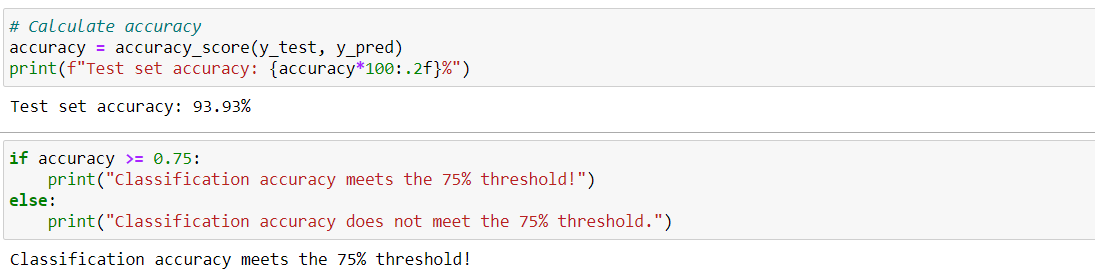 # Calculate accuracy
accuracy = accuracy_score(y_test, y_pred)
print(f"Test set accuracy: {accuracy*100:.2f}%")
Test set accuracy: 93.93%
if accuracy >= 0.75:
    print("Classification accuracy meets the 75% threshold!")
else:
    print("Classification accuracy does not meet the 75% threshold.")
Classification accuracy meets the 75% threshold!